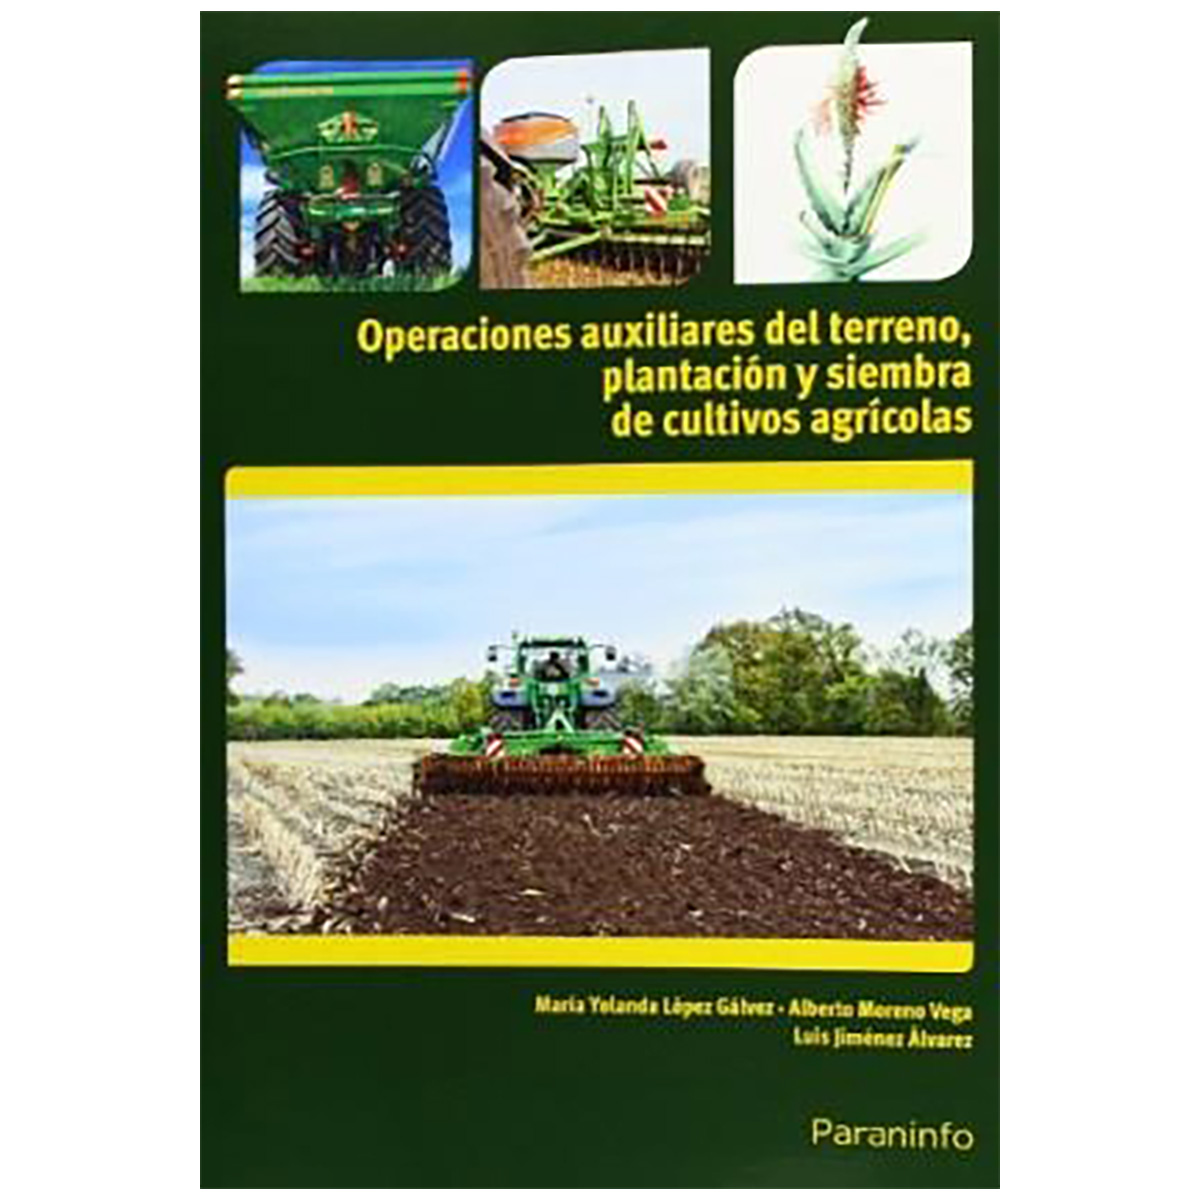 Operaciones auxiliares del terreno,
plantación y siembra
de cultivos agrícolas
María Yolanda López Gálvez - Alberto Moreno Vega
Luis Jiménez Álvarez
Paraninfo